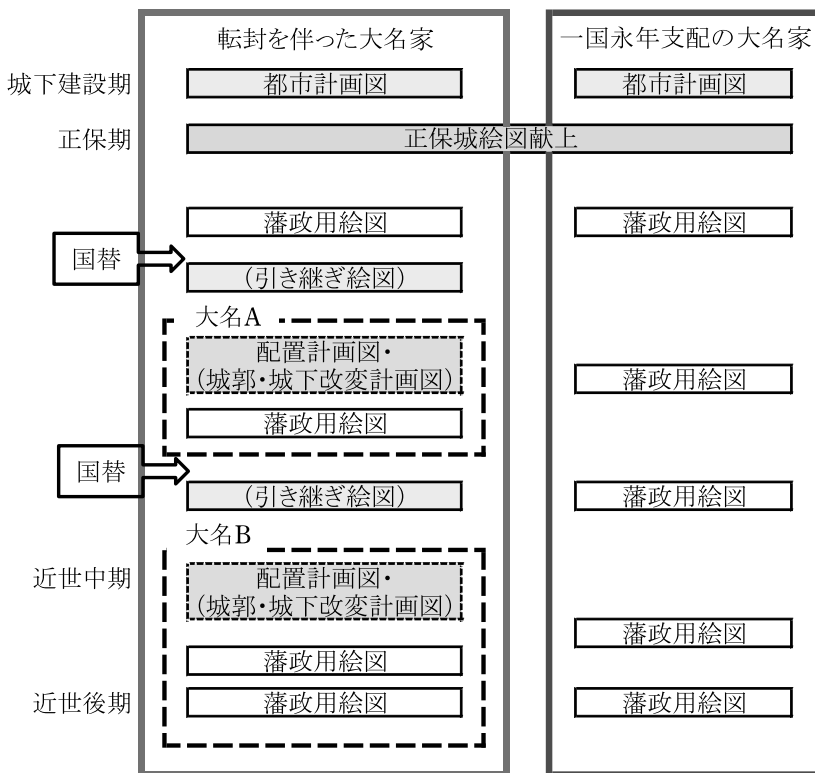 転封を伴った大名家
一国永年支配の大名家
城下建設期
都市計画図
都市計画図
正保期
正保城絵図献上
藩政用絵図
藩政用絵図
国替
(引き継ぎ絵図)
大名A
配置計画図・
(城郭・城下改変計画図)
藩政用絵図
藩政用絵図
国替
(引き継ぎ絵図)
藩政用絵図
大名B
近世中期
配置計画図・
(城郭・城下改変計画図)
藩政用絵図
藩政用絵図
近世後期
藩政用絵図
藩政用絵図